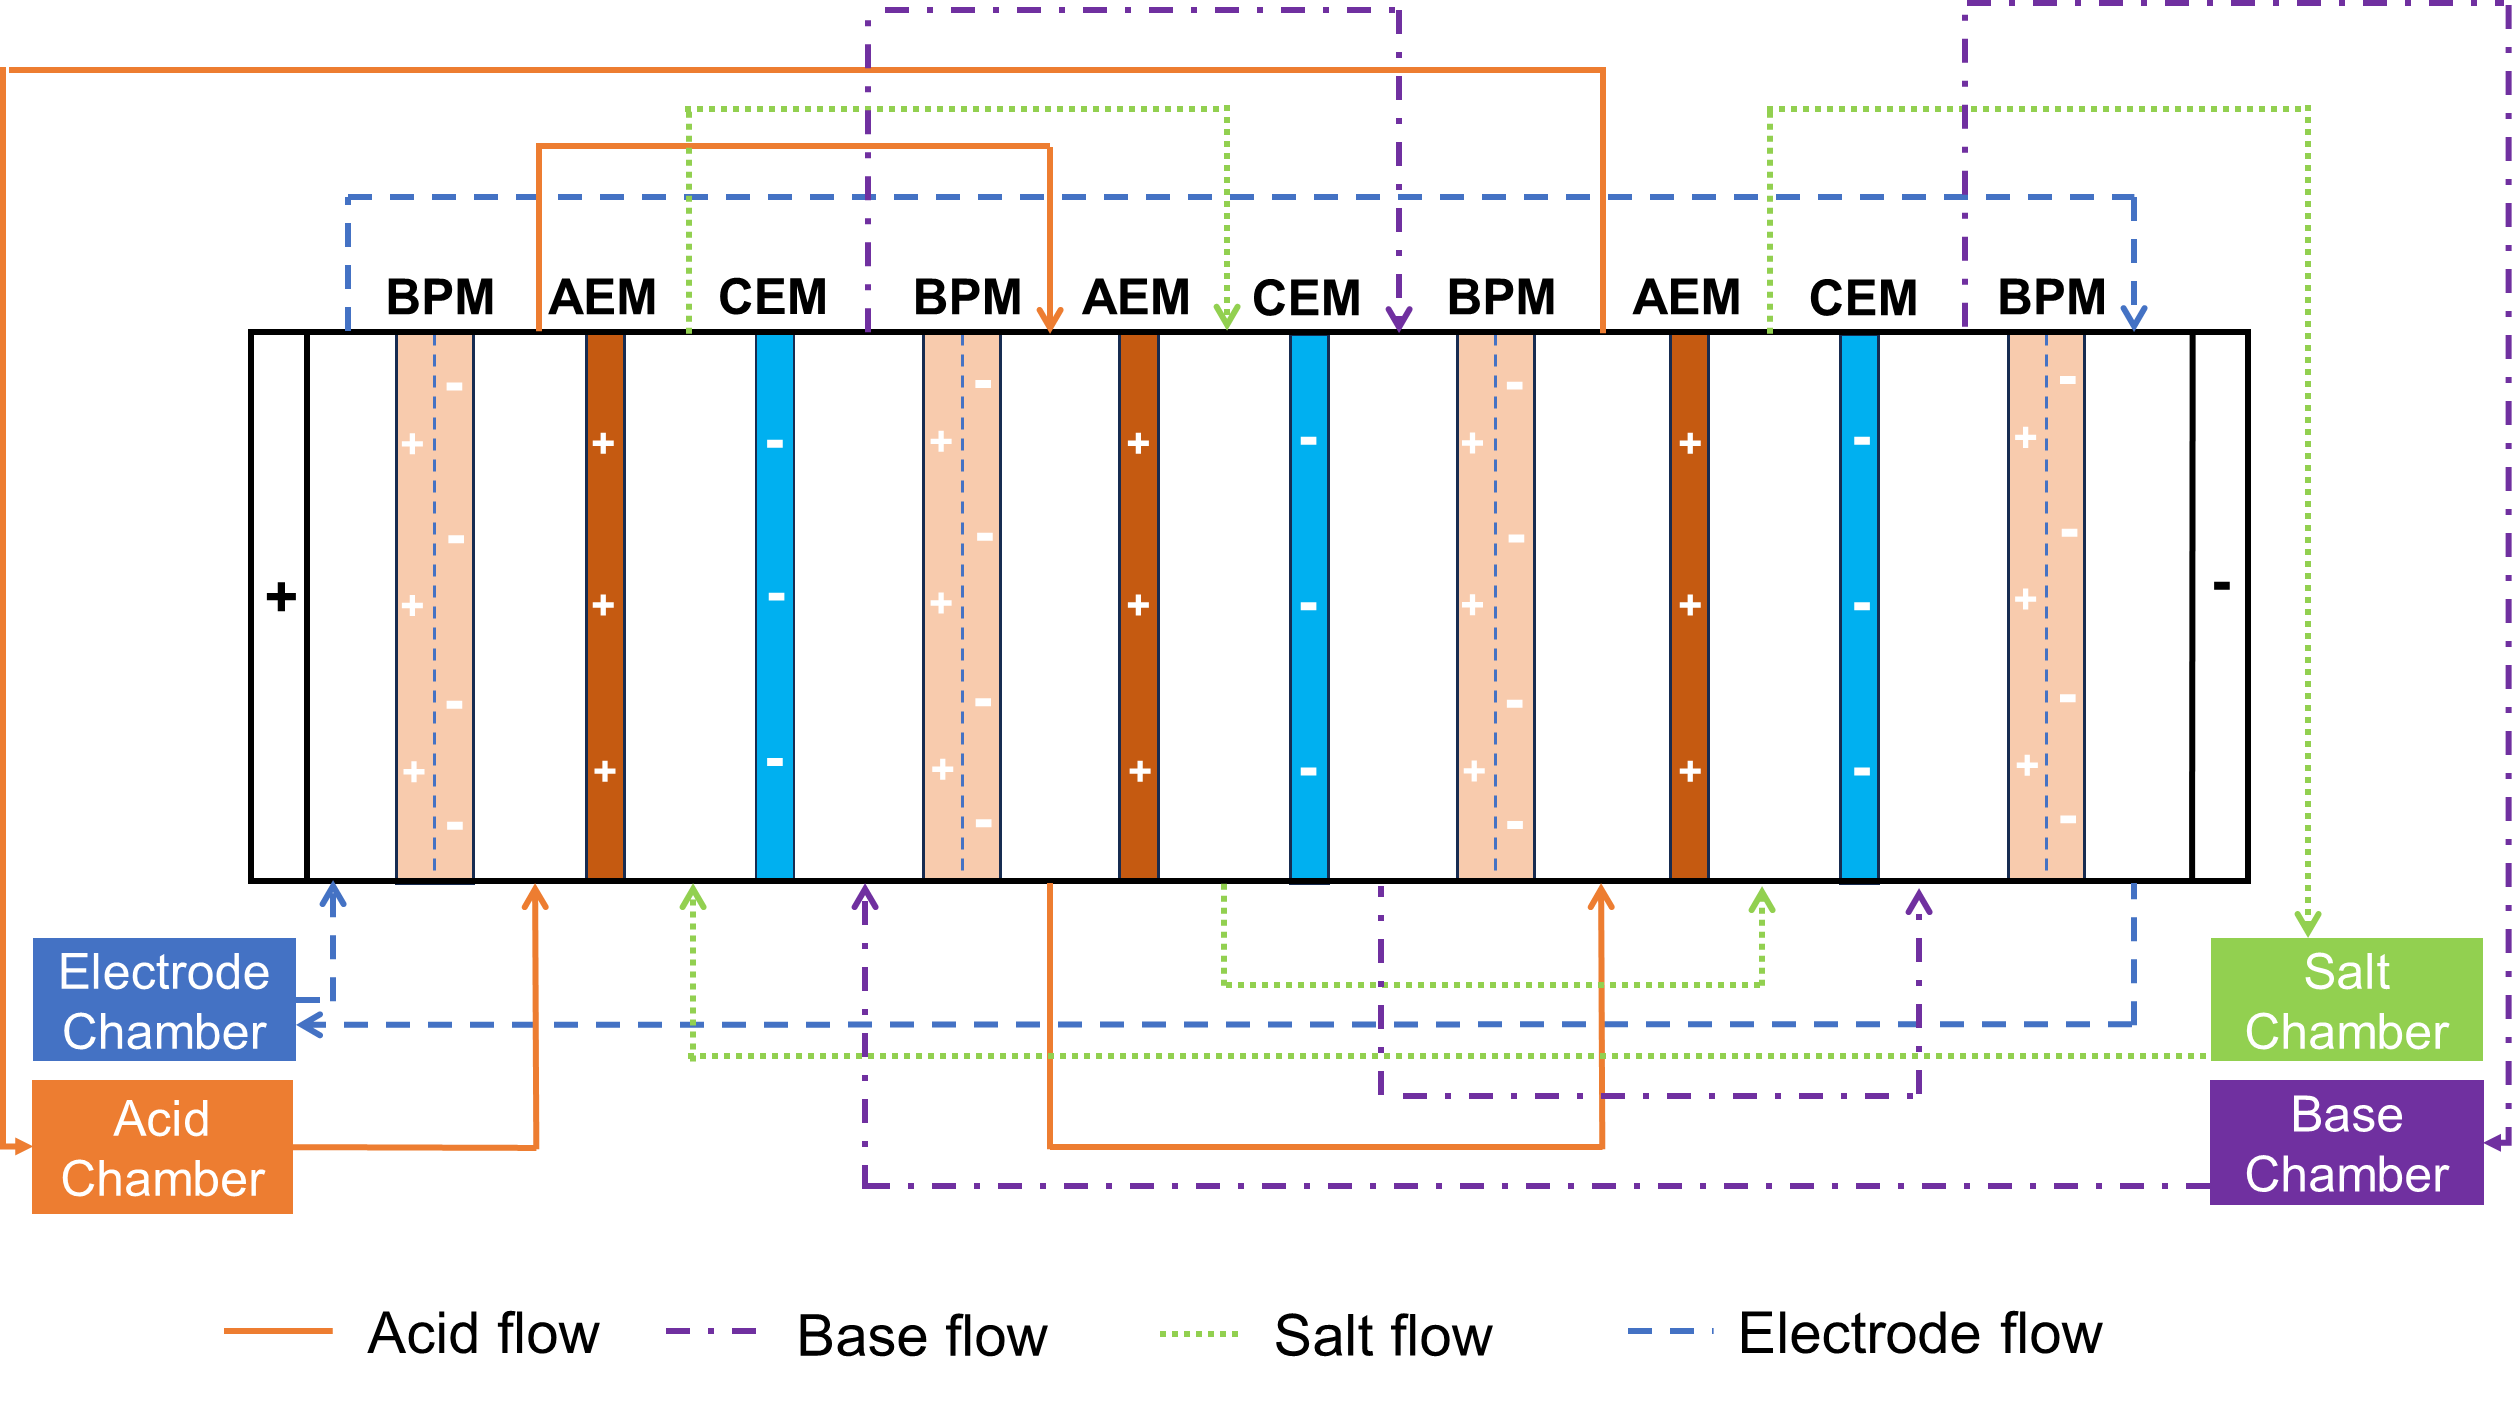 BPM AEM CEM BPM AEM CEM BPM AEM CEM BPM
- - - -
+ + - + + - + + - +
- - - -
+ + + - + + - + + - + -
- - - -
+ + - + + - + + - +
- - - -
Electrode
Chamber
Acid
Chamber
Salt
Chamber
Base
Chamber
Acid flow Base flow Salt flow Electrode flow